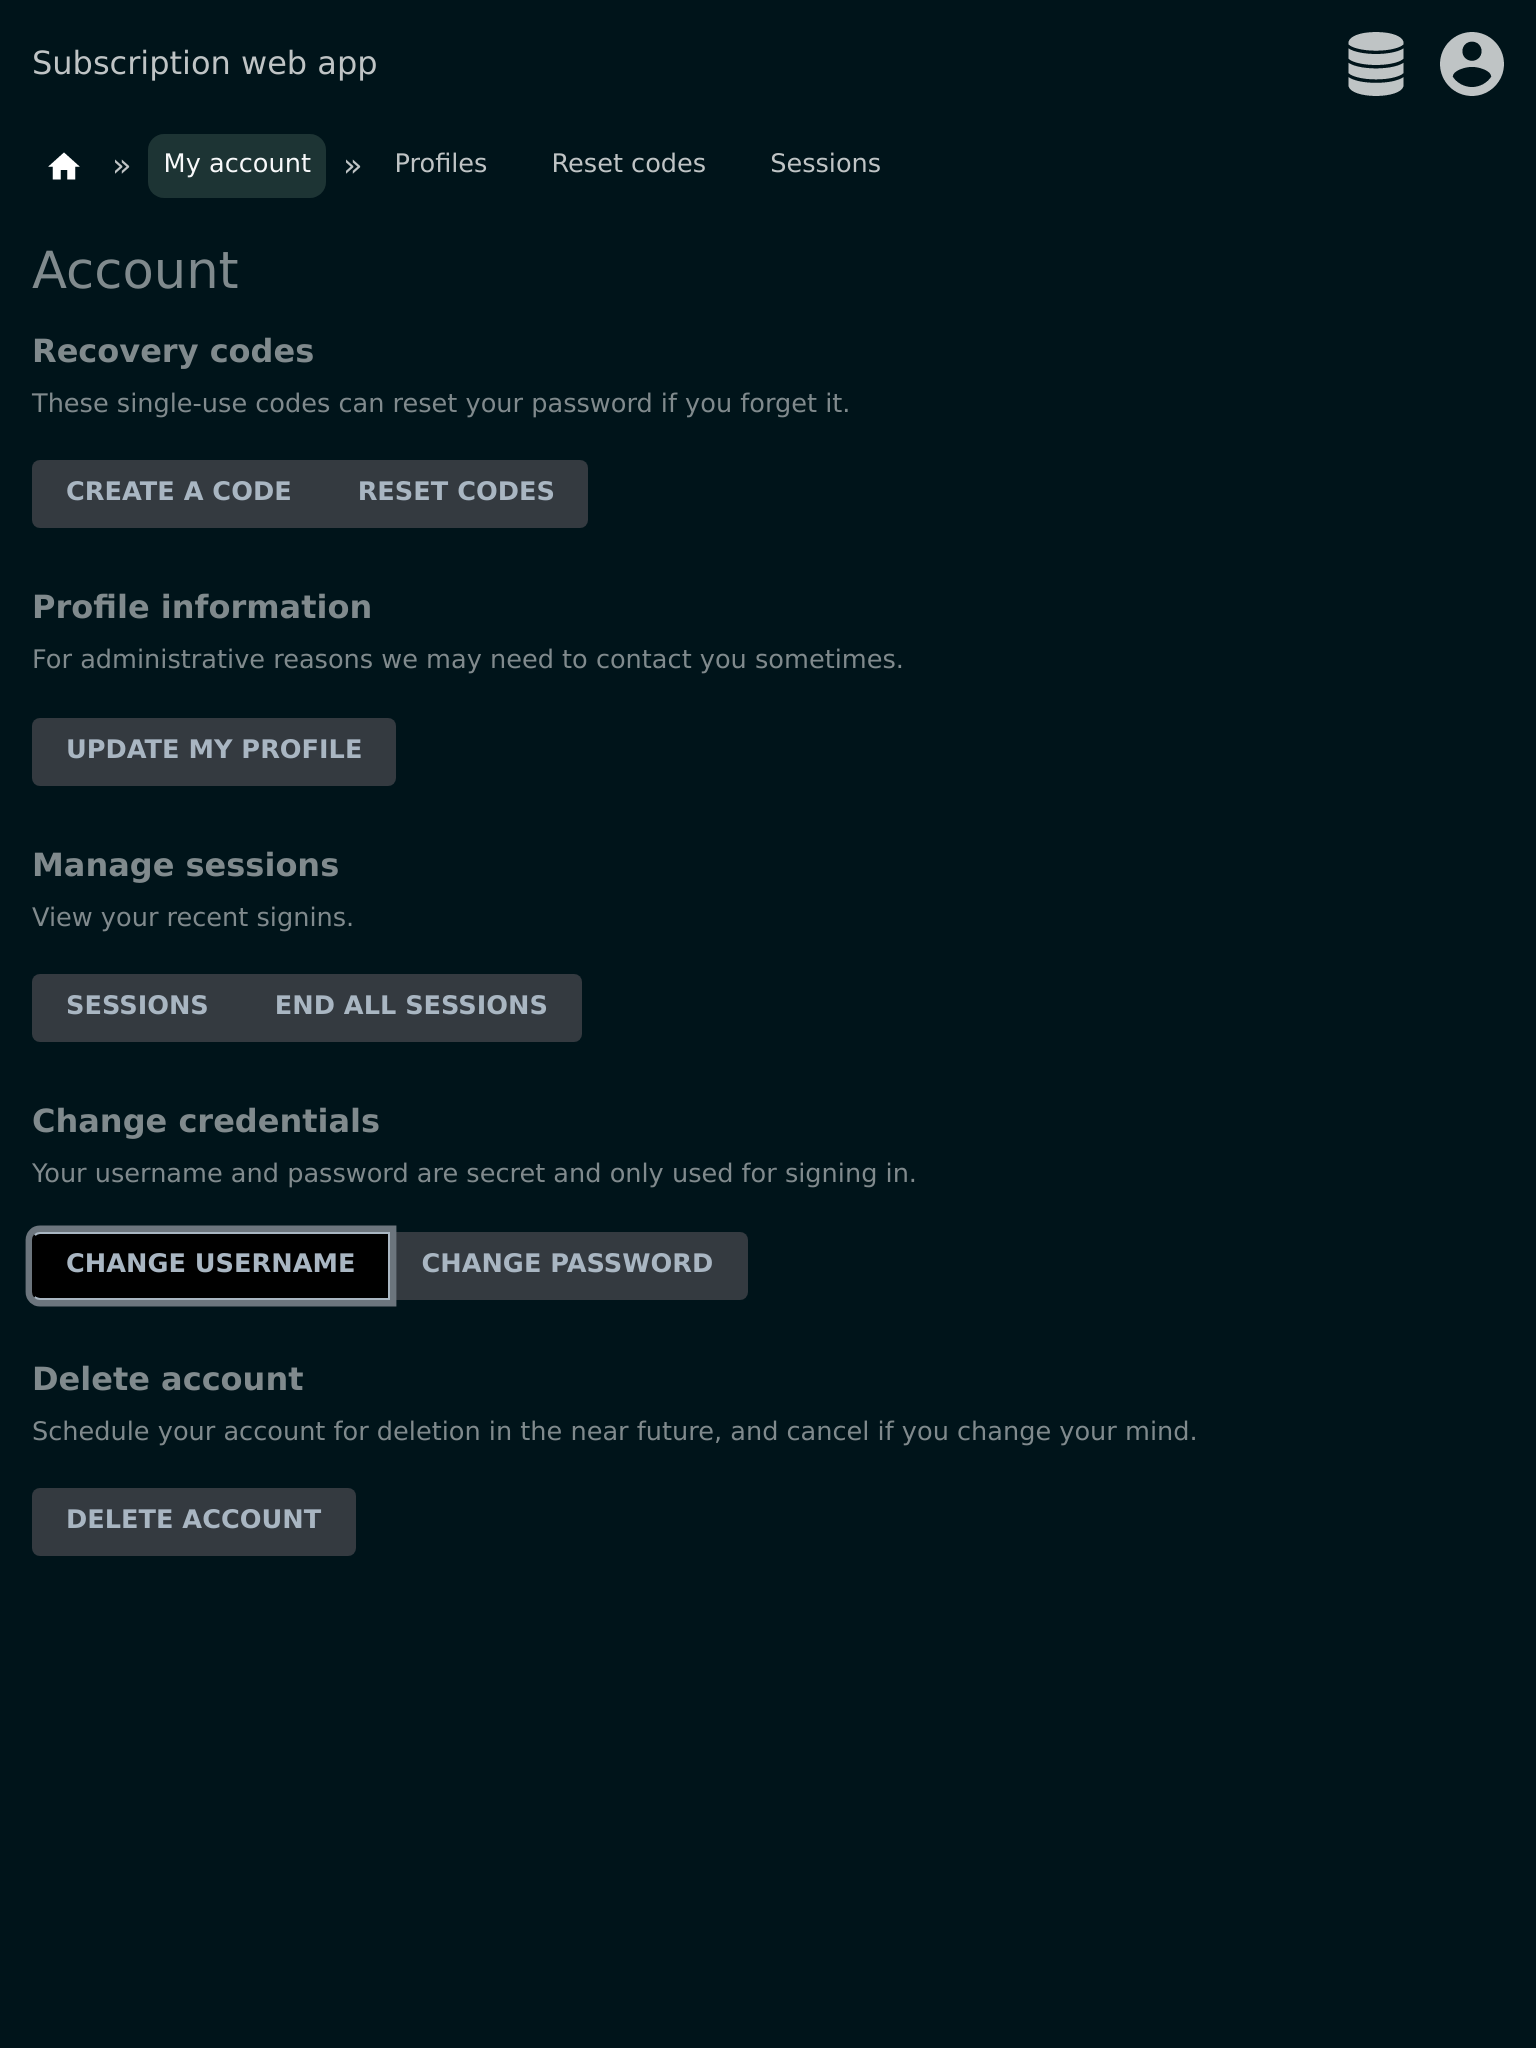 Subscription web app
» My account » Profiles Reset codes Sessions
Account
Recovery codes
These single-use codes can reset your password if you forget it.
CREATE A CODE RESET CODES
Profile information
For administrative reasons we may need to contact you sometimes.
UPDATE MY PROFILE
Manage sessions
View your recent signins.
SESSIONS END ALL SESSIONS
Change credentials
Your username and password are secret and only used for signing in.
CHANGE USERNAME CHANGE PASSWORD
Delete account
Schedule your account for deletion in the near future, and cancel if you change your mind.
DELETE ACCOUNT